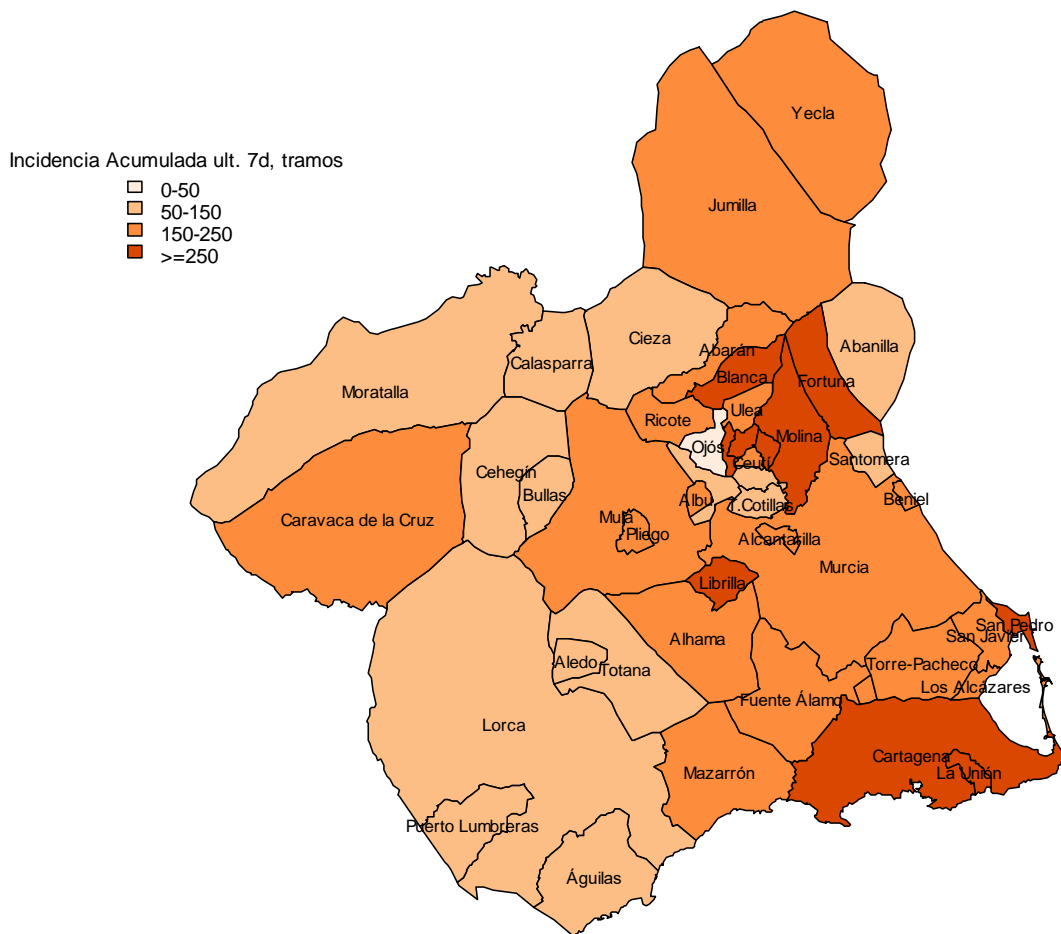 Incidencia Acumulada ult. 7d, tramos
0-50
50-150
150-250
>=250
Yecla
Jumilla
Cieza
Abarán
Abanilla
Calasparra
Blanca
Fortuna
Moratalla
Ricote
Ulea
Molina
Ojós
Ceutí
Santomera
Cehegín
Bullas
Albu
T.Cotillas
Beniel
Caravaca de la Cruz
Mula
Pliego
Alcantarilla
Murcia
Librilla
San Pedro
San Javier
Alhama
Aledo
Totana
Torre-Pacheco
Los Alcázares
Fuente Álamo
Lorca
Cartagena
Mazarrón
La Unión
Puerto Lumbreras
Águilas